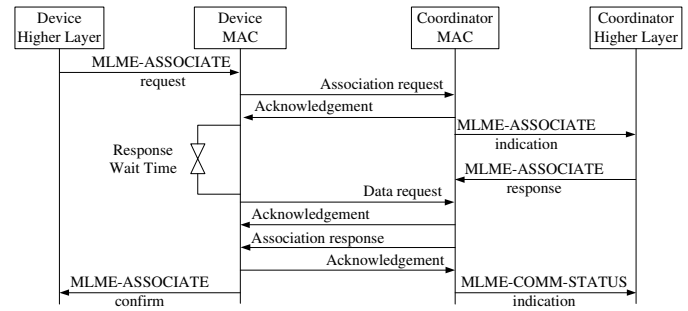 Device
Higher Layer
Device
MAC
Coordinator
MAC
Coordinator
Higher Layer
MLME-ASSOCIATE
request
Association request
Acknowledgement
MLME-ASSOCIATE
indication
Response
Wait Time
MLME-ASSOCIATE
response
Data request
Acknowledgement
Association response
Acknowledgement
MLME-ASSOCIATE
confirm
MLME-COMM-STATUS
indication